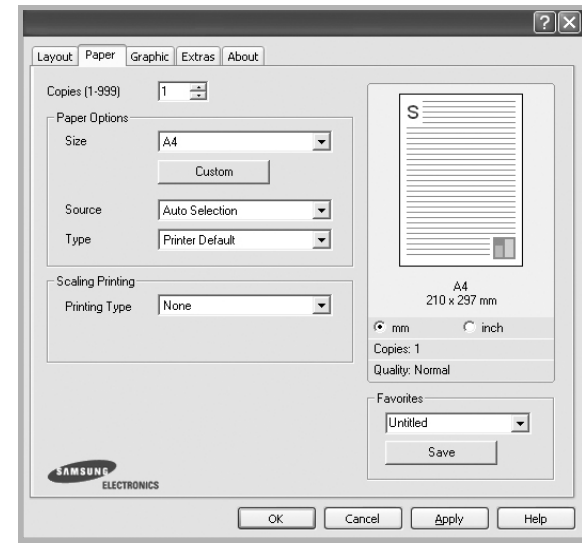 Layout Paper Graphic Extras About
Copies (1-999) 1
Paper Options
Size A4
Custom
Source Auto Selection
Type Printer Default
Scaling Printing
Printing Type None
S
A4
210 x 297 mm
mm inch
Copies: 1
Quality: Normal
Favorites
Untitled
Save
SAMSUNG
ELECTRONICS
OK Cancel Apply Help